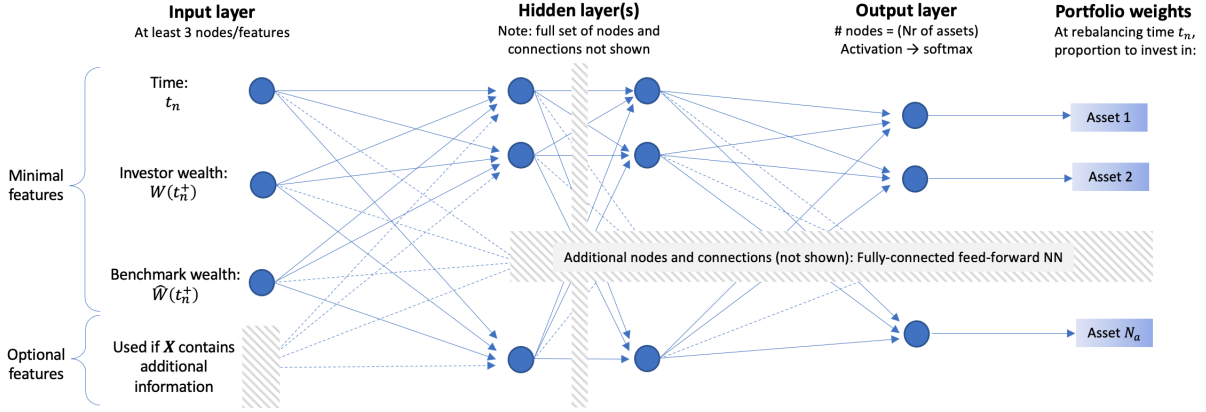 Input layer
At least 3 nodes/features
Hidden layer(s)
Note: full set of nodes and
connections not shown
Output layer
# nodes = (Nr of assets)
Activation → softmax
Portfolio weights
At rebalancing time tₙ,
proportion to invest in:
Minimal
features
Time:
tₙ
Investor wealth:
W(tₙ⁺)
Benchmark wealth:
Ŵ(tₙ⁺)
Optional
features
Used if X contains
additional
information
Additional nodes and connections (not shown): Fully-connected feed-forward NN
Asset 1
Asset 2
Asset Nₐ